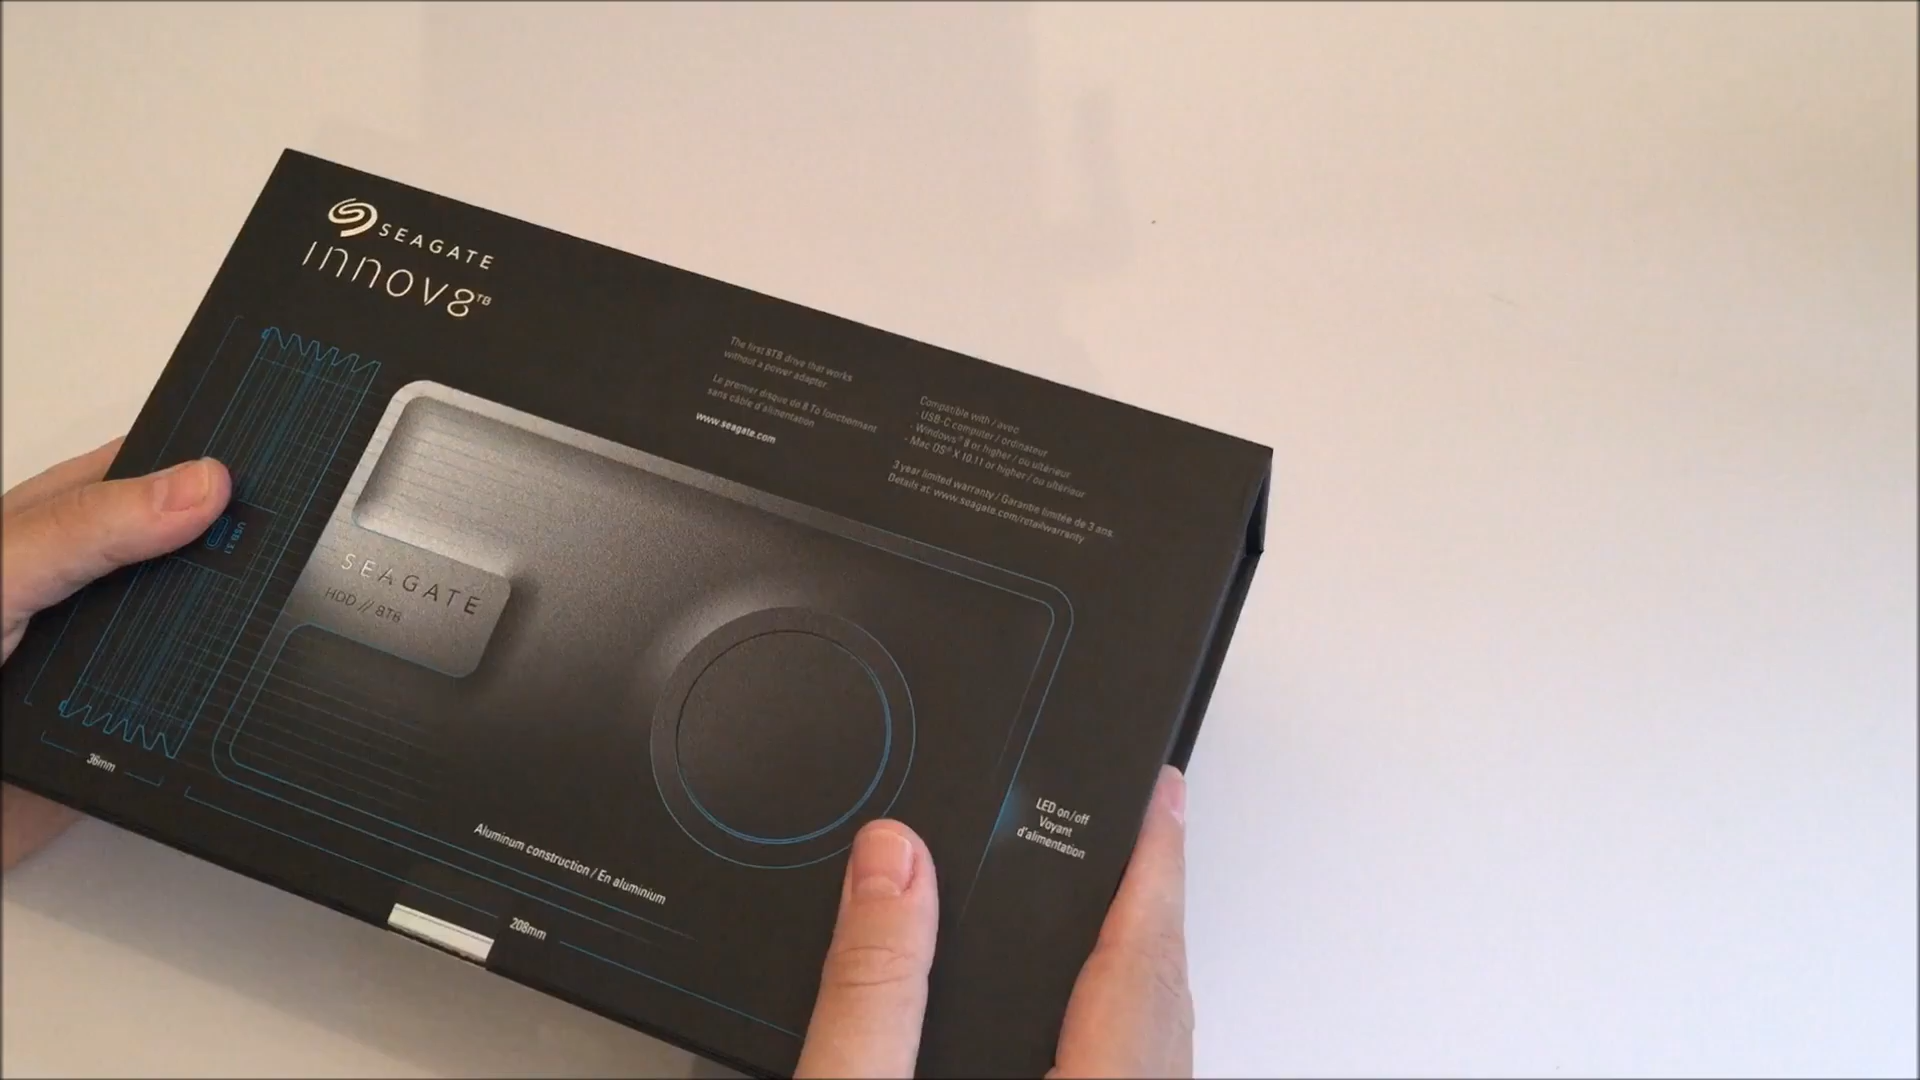 SEAGATE
innov8TB
The first 8TB drive that works
without a power adapter.
Le premier disque de 8 To fonctionnant
sans câble d'alimentation
www.seagate.com
Compatible with / avec
- USB-C computer / ordinateur
- Windows® 8 or higher / ou ultérieur
- Mac OS® X 10.11 or higher / ou ultérieur
3 year limited warranty / Garantie limitée de 3 ans.
Details at: www.seagate.com/retailwarranty
USB 3.1
SEAGATE
HDD // 8TB
36mm
LED on/off
Voyant
d'alimentation
Aluminum construction / En aluminium
208mm